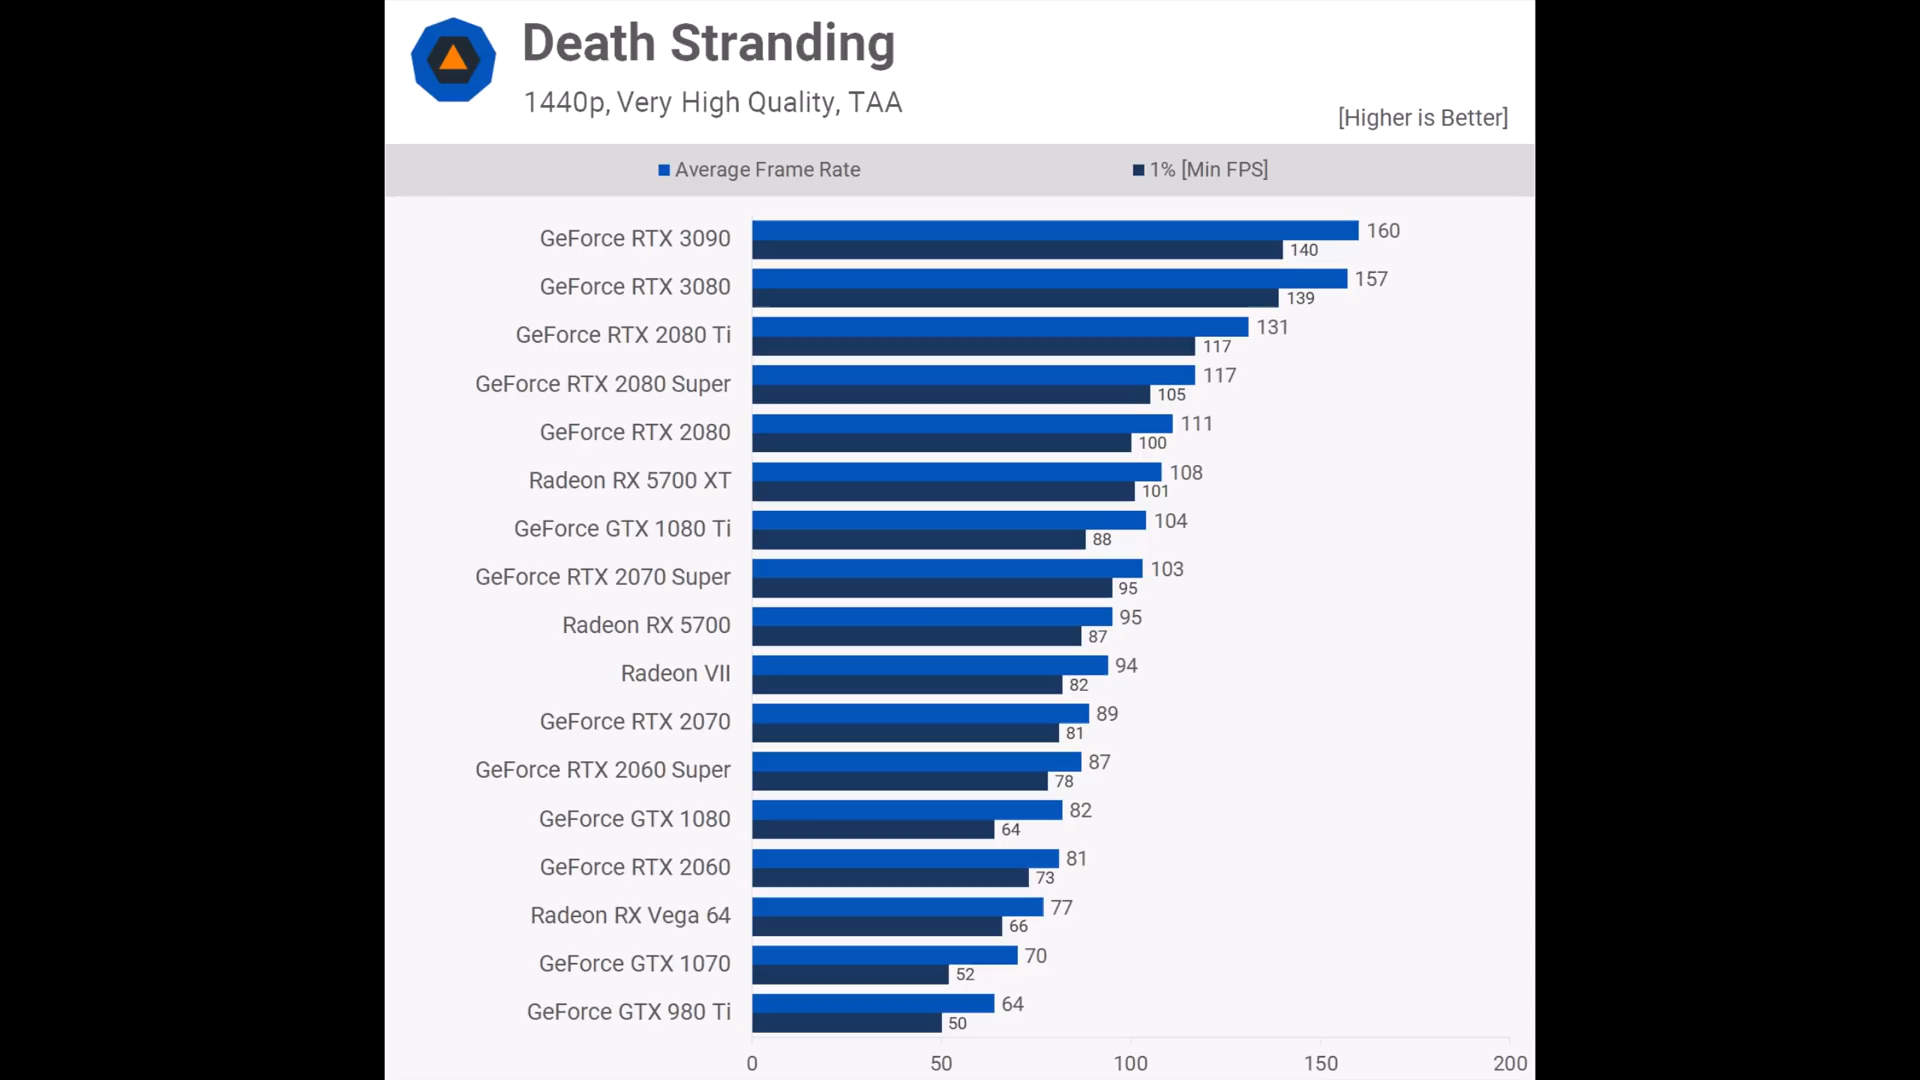 Death Stranding
1440p, Very High Quality, TAA
[Higher is Better]
Average Frame Rate 1% [Min FPS]
GeForce RTX 3090 160 140
GeForce RTX 3080 157 139
GeForce RTX 2080 Ti 131 117
GeForce RTX 2080 Super 117 105
GeForce RTX 2080 111 100
Radeon RX 5700 XT 108 101
GeForce GTX 1080 Ti 104 88
GeForce RTX 2070 Super 103 95
Radeon RX 5700 95 87
Radeon VII 94 82
GeForce RTX 2070 89 81
GeForce RTX 2060 Super 87 78
GeForce GTX 1080 82 64
GeForce RTX 2060 81 73
Radeon RX Vega 64 77 66
GeForce GTX 1070 70 52
GeForce GTX 980 Ti 64 50
0 50 100 150 200